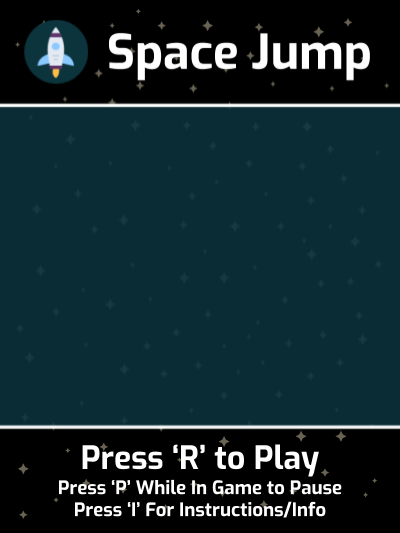 Space Jump
Press ‘R’ to Play
Press ‘P’ While In Game to Pause
Press ‘I’ For Instructions/Info